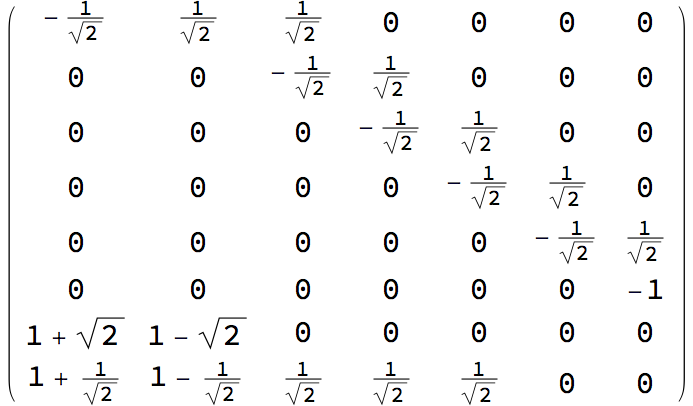 -1/√2 1/√2 1/√2 0 0 0 0
0 0 -1/√2 1/√2 0 0 0
0 0 0 -1/√2 1/√2 0 0
0 0 0 0 -1/√2 1/√2 0
0 0 0 0 0 -1/√2 1/√2
0 0 0 0 0 0 -1
1+√2 1-√2 0 0 0 0 0
1+1/√2 1-1/√2 1/√2 1/√2 1/√2 0 0